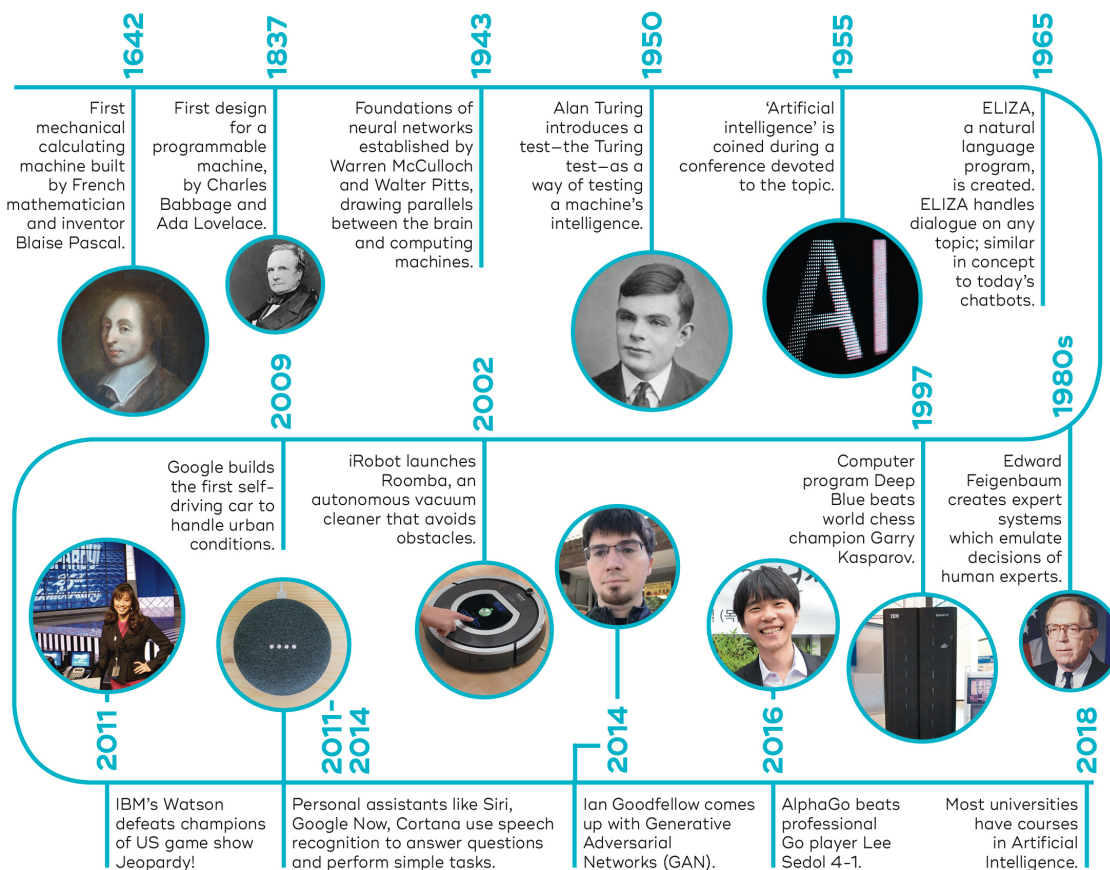 1642
First
mechanical
calculating
machine built
by French
mathematician
and inventor
Blaise Pascal.
1837
First design
for a
programmable
machine,
by Charles
Babbage and
Ada Lovelace.
1943
Foundations of
neural networks
established by
Warren McCulloch
and Walter Pitts,
drawing parallels
between the brain
and computing
machines.
1950
Alan Turing
introduces a
test—the Turing
test—as a
way of testing
a machine’s
intelligence.
1955
‘Artificial
intelligence’ is
coined during a
conference devoted
to the topic.
AI
1965
ELIZA,
a natural
language
program,
is created.
ELIZA handles
dialogue on any
topic; similar
in concept
to today’s
chatbots.
1980s
Edward
Feigenbaum
creates expert
systems
which emulate
decisions of
human experts.
1997
Computer
program Deep
Blue beats
world chess
champion Garry
Kasparov.
IBM
2002
iRobot launches
Roomba, an
autonomous vacuum
cleaner that avoids
obstacles.
2009
Google builds
the first self-
driving car to
handle urban
conditions.
2011
IBM’s Watson
defeats champions
of US game show
Jeopardy!
2011-
2014
Personal assistants like Siri,
Google Now, Cortana use speech
recognition to answer questions
and perform simple tasks.
2014
Ian Goodfellow comes
up with Generative
Adversarial
Networks (GAN).
2016
AlphaGo beats
professional
Go player Lee
Sedol 4-1.
2018
Most universities
have courses
in Artificial
Intelligence.